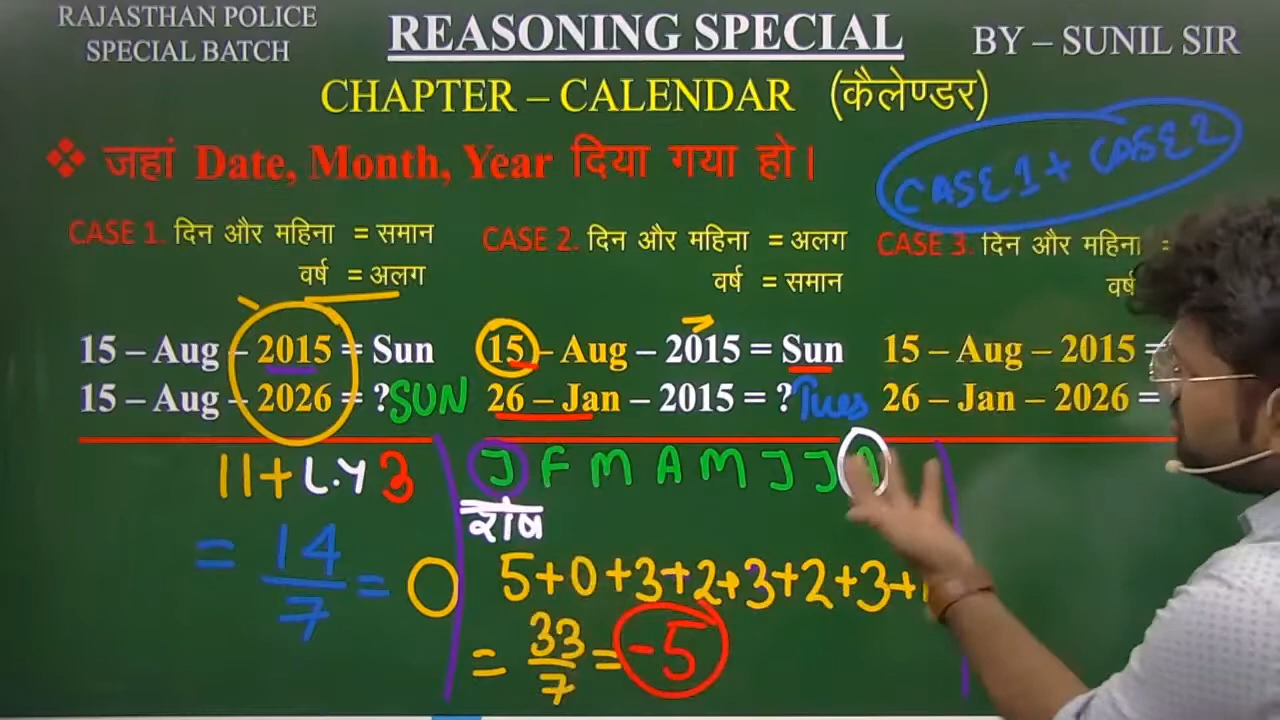 RAJASTHAN POLICE
SPECIAL BATCH
REASONING SPECIAL
BY – SUNIL SIR
CHAPTER – CALENDAR (कैलेण्डर)
❖ जहां Date, Month, Year दिया गया हो।
CASE 1 + CASE 2
CASE 1. दिन और महिना = समान
वर्ष = अलग
15 – Aug – 2015 = Sun
15 – Aug – 2026 = ? SUN
11 + L.Y 3
= 14/7 = 0
CASE 2. दिन और महिना = अलग
वर्ष = समान
15 – Aug – 2015 = Sun
26 – Jan – 2015 = ? Tues
J F M A M J J
शेष
5+0+3+2+3+2+3+
= 33/7 = -5
CASE 3. दिन और महिना =
वर्ष
15 – Aug – 2015 =
26 – Jan – 2026 =